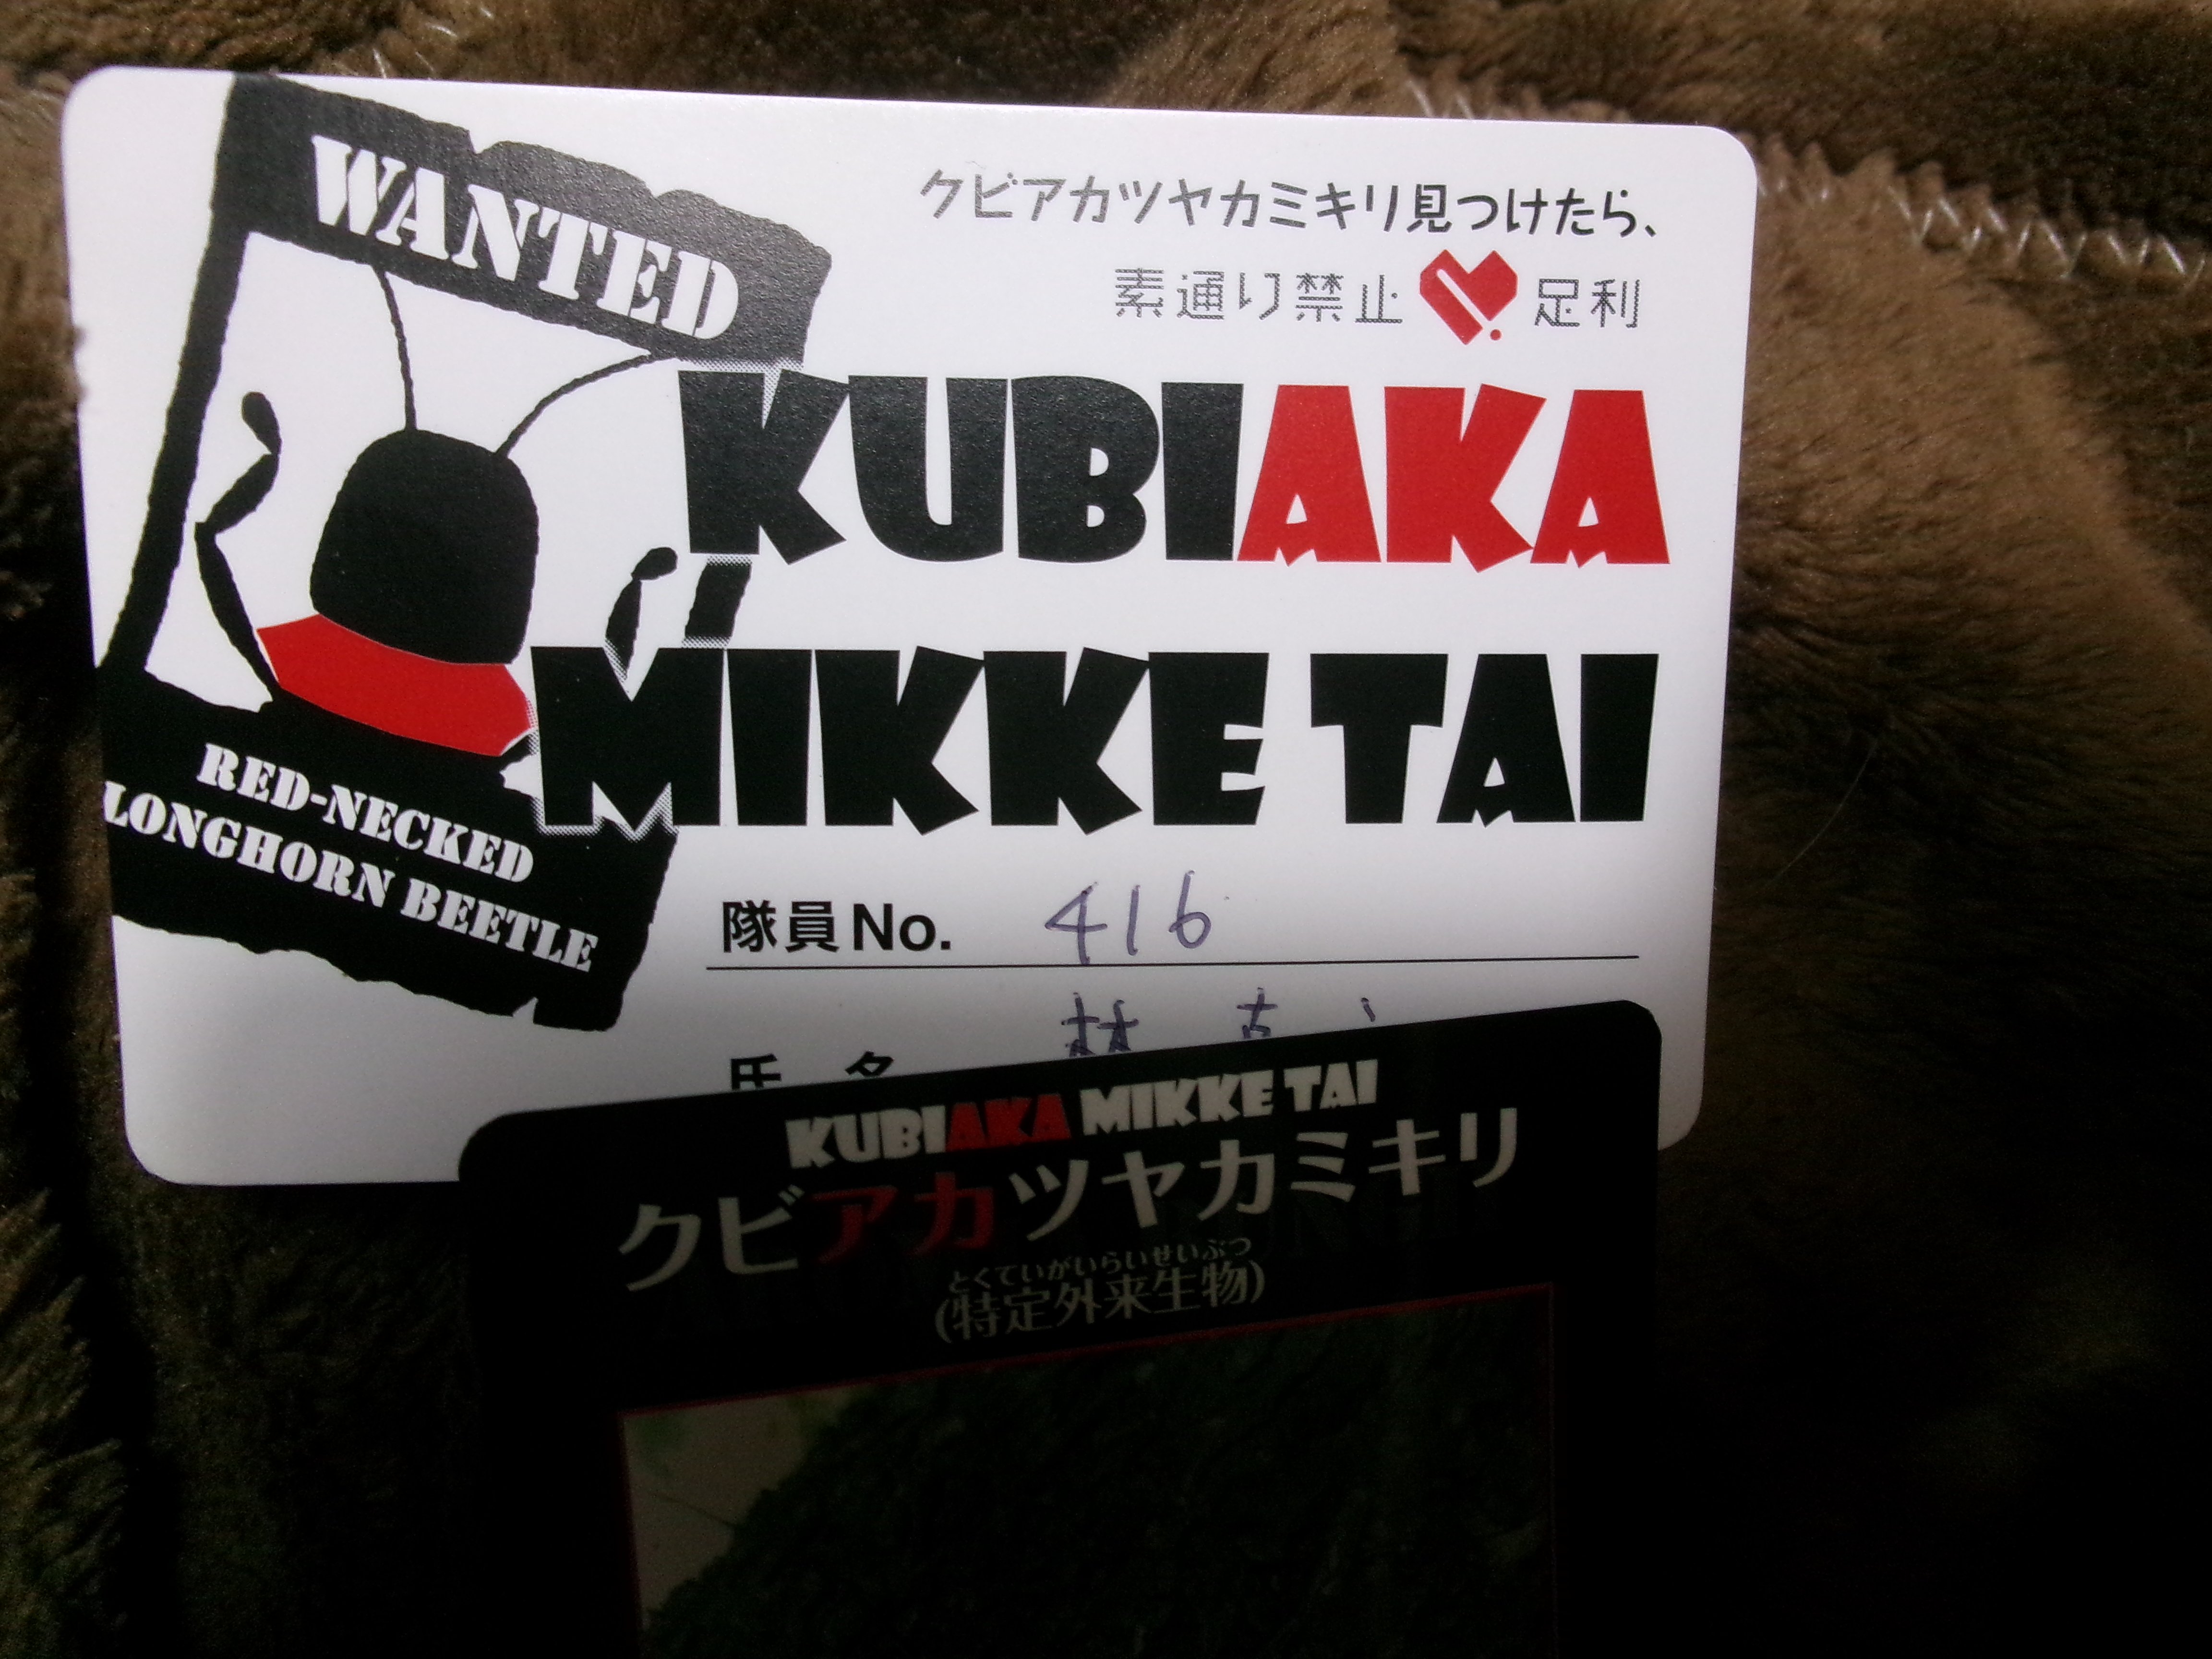 WANTED
クビアカツヤカミキリ見つけたら、
素通り禁止 足利
KUBIAKA
MIKKE TAI
RED-NECKED
LONGHORN BEETLE
隊員No. 416
氏名 林
KUBIAKA MIKKE TAI
クビアカツヤカミキリ
とくていがいらいせいぶつ
(特定外来生物)